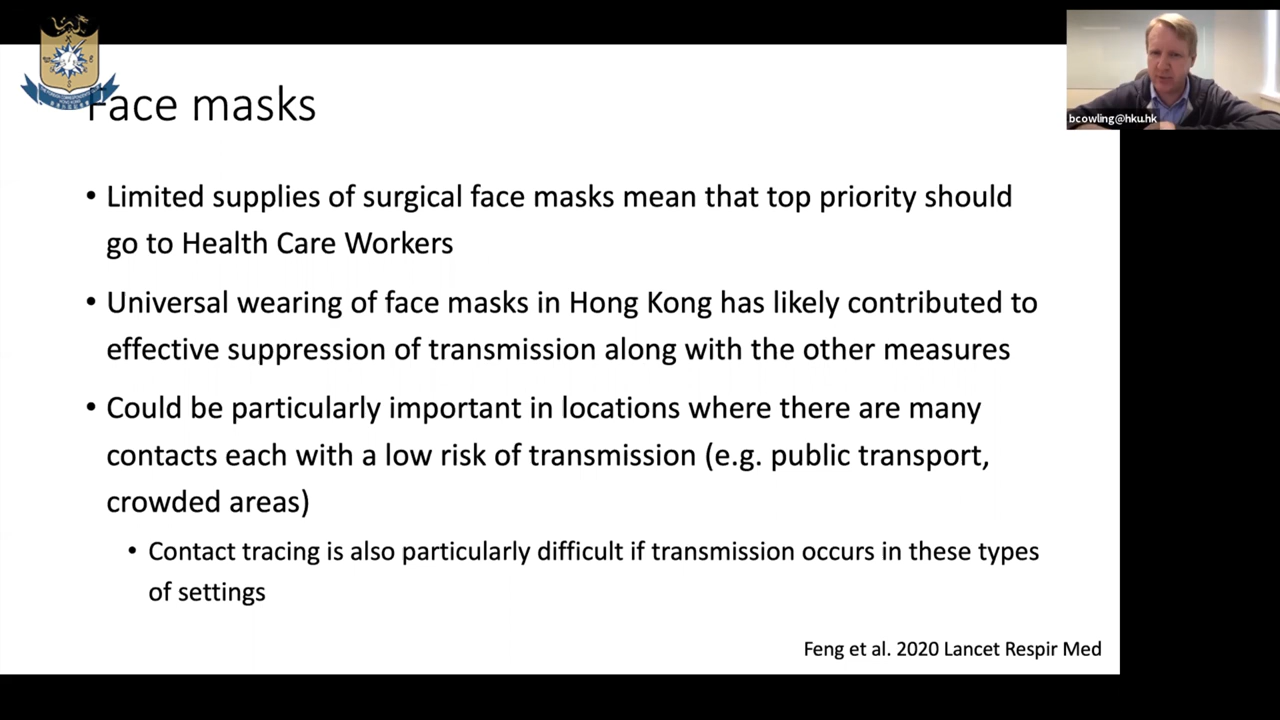 Face masks
• Limited supplies of surgical face masks mean that top priority should
go to Health Care Workers
• Universal wearing of face masks in Hong Kong has likely contributed to
effective suppression of transmission along with the other measures
• Could be particularly important in locations where there are many
contacts each with a low risk of transmission (e.g. public transport,
crowded areas)
• Contact tracing is also particularly difficult if transmission occurs in these types
of settings
Feng et al. 2020 Lancet Respir Med
bcowling@hku.hk